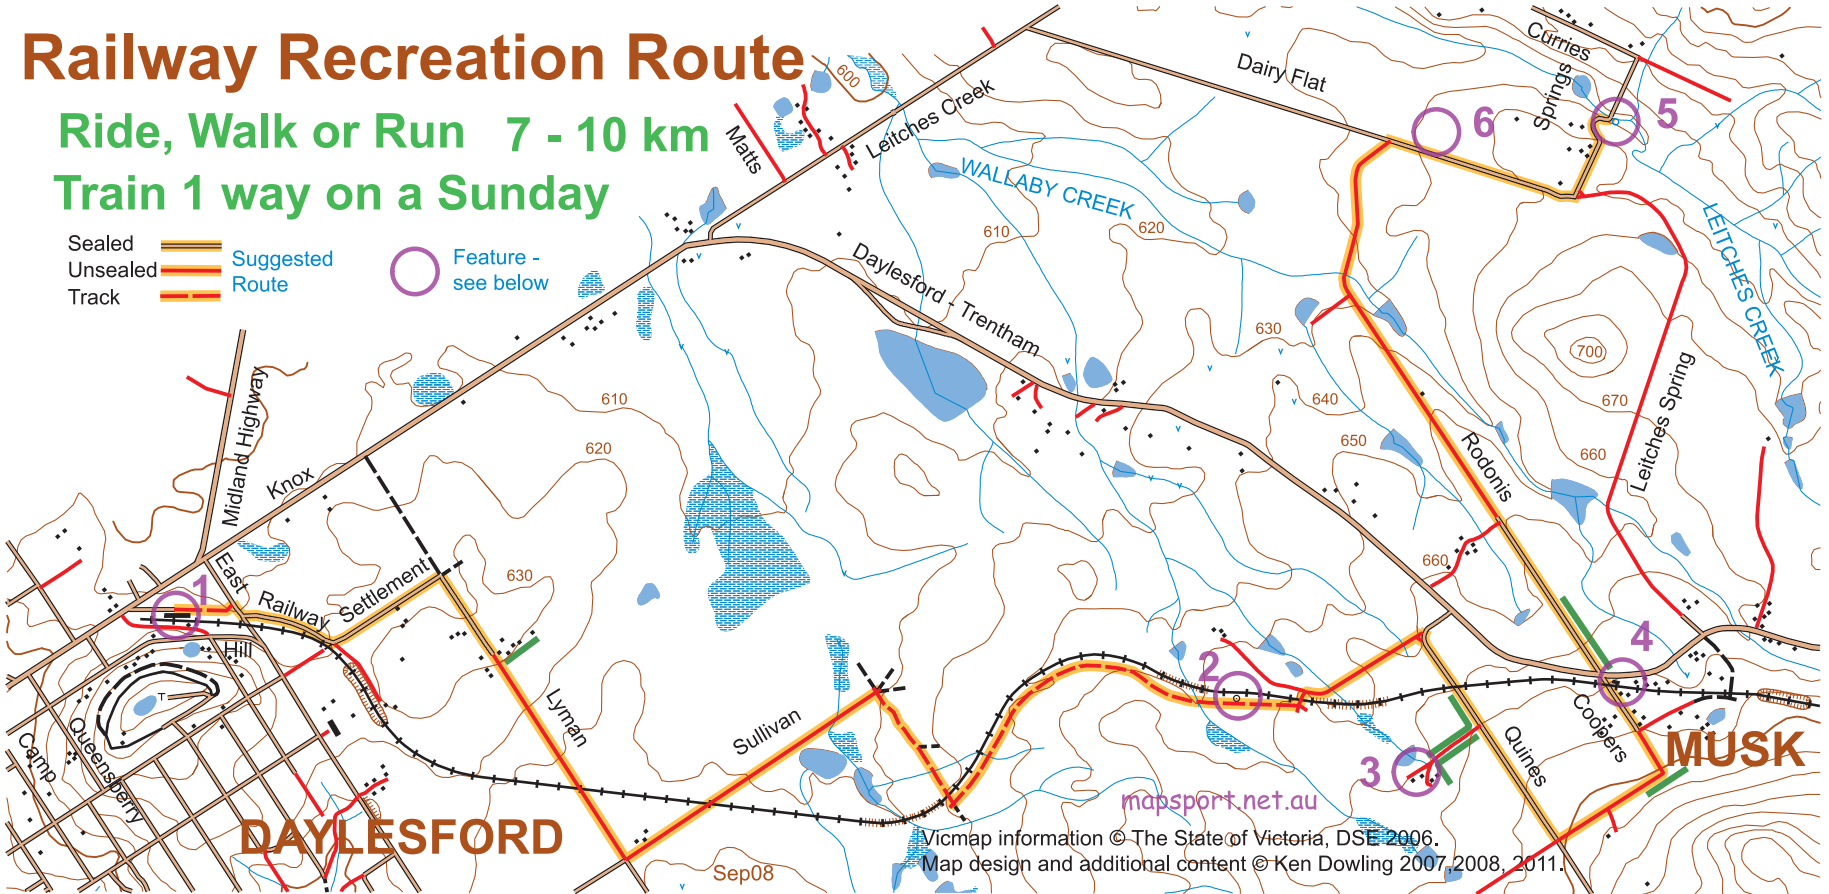 Railway Recreation Route
Ride, Walk or Run 7 - 10 km
Train 1 way on a Sunday
Sealed
Unsealed
Track
Suggested
Route
Feature -
see below
600
Matts
Leitches Creek
Dairy Flat
Curries
Springs
5
6
WALLABY CREEK
LEITCHES CREEK
610
620
Daylesford - Trentham
630
700
640
670
650
660
Leitches Spring
Rodonis
660
Midland Highway
Knox
610
620
630
East
1
Railway
Settlement
Hill
T
Queensberry
Camp
Lyman
Sullivan
2
3
4
Quines
Coopers
MUSK
DAYLESFORD
mapsport.net.au
Vicmap information © The State of Victoria, DSE 2006.
Map design and additional content © Ken Dowling 2007,2008, 2011.
Sep08